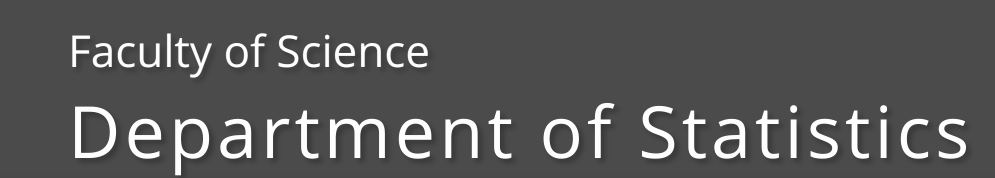 Faculty of Science
Department of Statistics